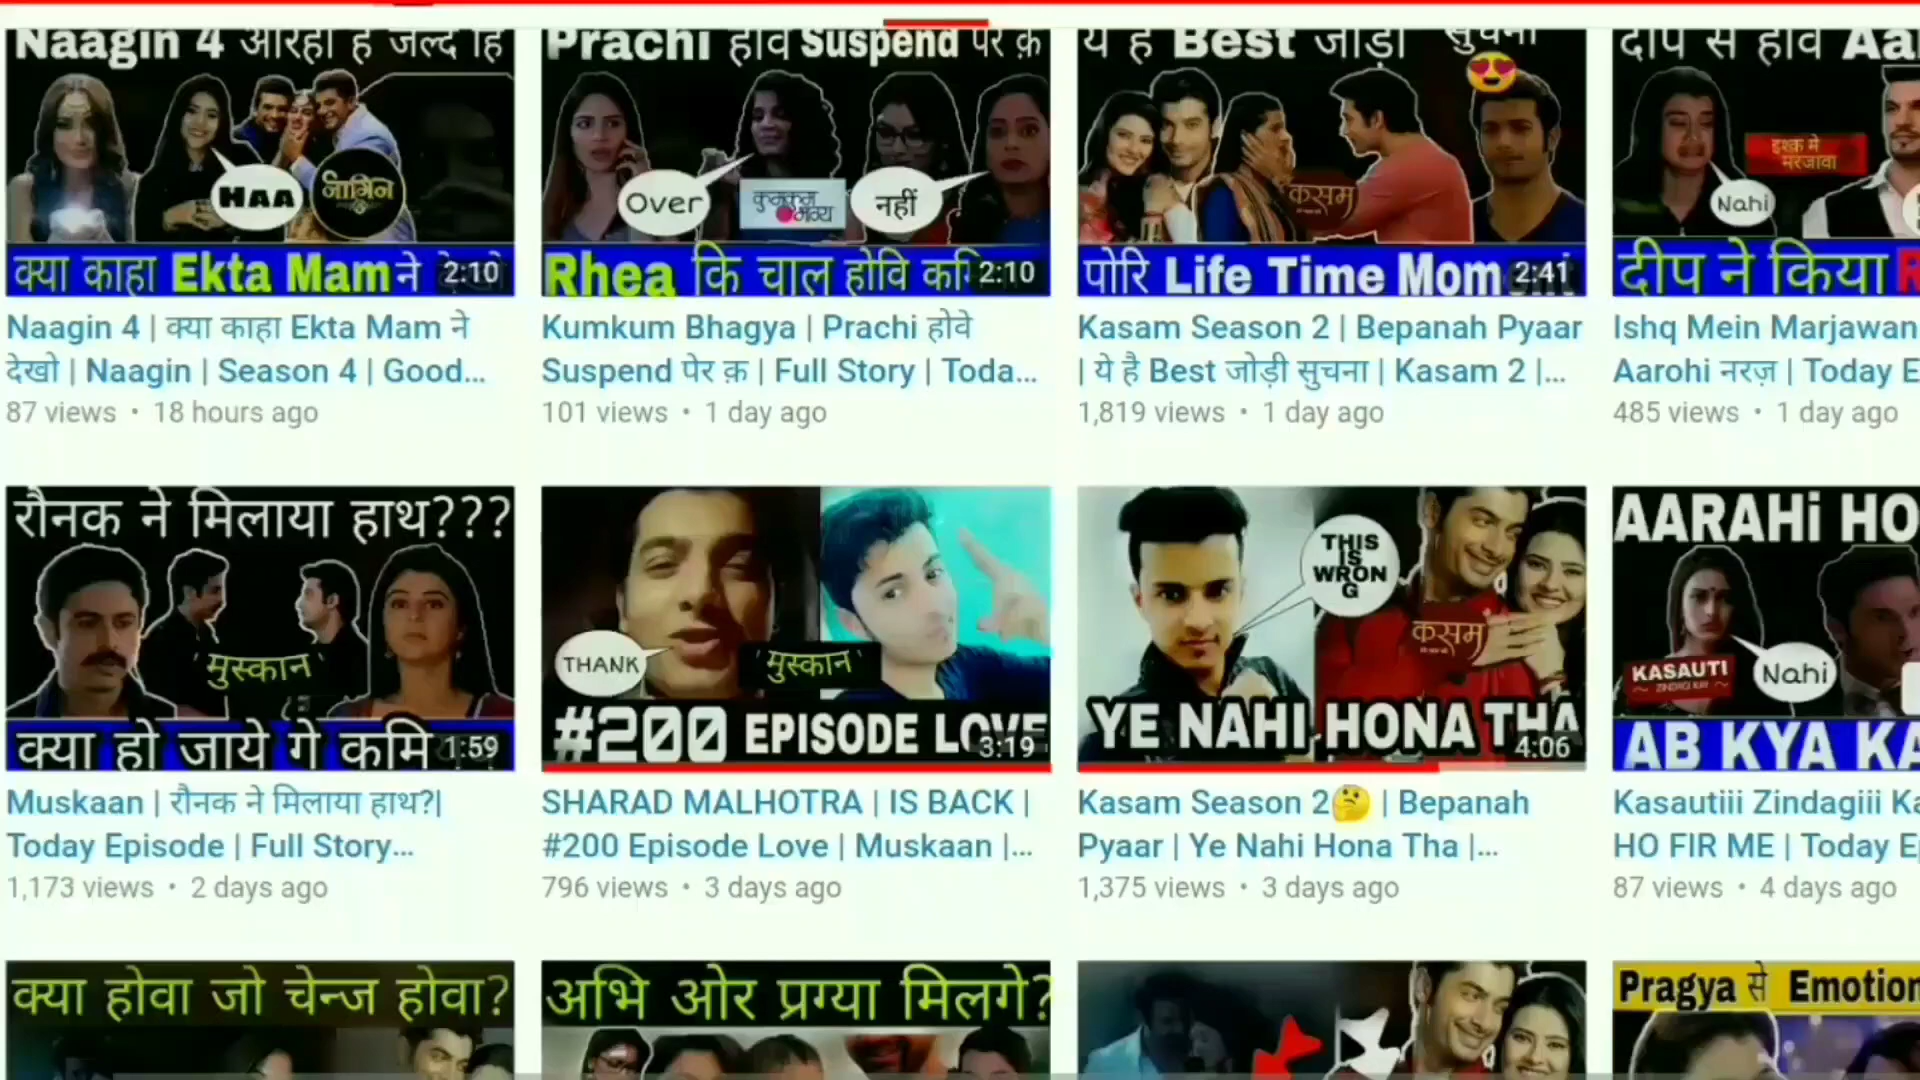 Naagin 4 आरहा है जल्द हि
HAA
नागिन
क्या काहा Ekta Mam ने
2:10
Naagin 4 | क्या काहा Ekta Mam ने
देखो | Naagin | Season 4 | Good...
87 views • 18 hours ago
Prachi होवे Suspend पेर क़
Over
कुमकुम भाग्य
नहीं
Rhea कि चाल होवि
2:10
Kumkum Bhagya | Prachi होवे
Suspend पेर क़ | Full Story | Toda...
101 views • 1 day ago
ये है Best जोड़ी सुचना
कसम
पोरि Life Time Mom
2:41
Kasam Season 2 | Bepanah Pyaar
| ये है Best जोड़ी सुचना | Kasam 2 |...
1,819 views • 1 day ago
दीप से होवे Aa
इश्क़ में
मरजावां
Nahi
दीप ने किया R
Ishq Mein Marjawan
Aarohi नरज़ | Today E
485 views • 1 day ago
रौनक ने मिलाया हाथ???
मुस्कान
क्या हो जाये गे कमि
1:59
Muskaan | रौनक ने मिलाया हाथ?|
Today Episode | Full Story...
1,173 views • 2 days ago
THANK
मुस्कान
#200 EPISODE LOVE
3:19
SHARAD MALHOTRA | IS BACK |
#200 Episode Love | Muskaan |...
796 views • 3 days ago
THIS
IS
WRON
G
कसम
YE NAHI HONA THA
4:06
Kasam Season 2🤔 | Bepanah
Pyaar | Ye Nahi Hona Tha |...
1,375 views • 3 days ago
AARAHi HO
KASAUTI
ZINDAGII KAY
Nahi
AB KYA KA
Kasautiii Zindagiii Ka
HO FIR ME | Today E
87 views • 4 days ago
क्या होवा जो चेन्ज होवा?
अभि ओर प्रग्या मिलगे?
Pragya से Emotion